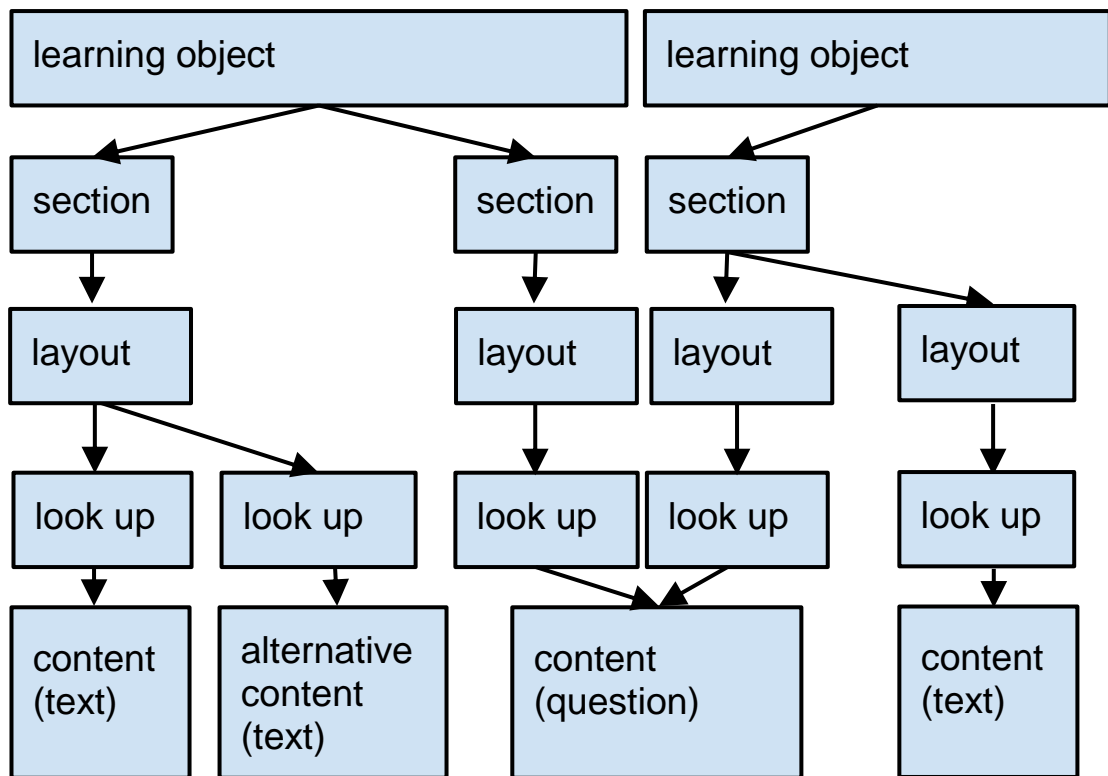 learning object
learning object
section
section
section
layout
layout
layout
layout
look up
look up
look up
look up
look up
content
(text)
alternative
content
(text)
content
(question)
content
(text)